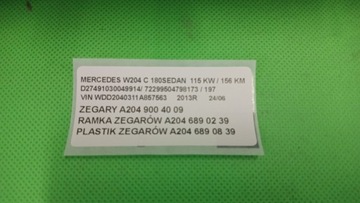 MERCEDES W204 C 180SEDAN 115 KW / 156 KM
D27491030049914/ 72299504798173 / 197
VIN WDD2040311A857563 2013R 24/06
ZEGARY A204 900 40 09
RAMKA ZEGARÓW A204 689 02 39
PLASTIK ZEGARÓW A204 689 08 39